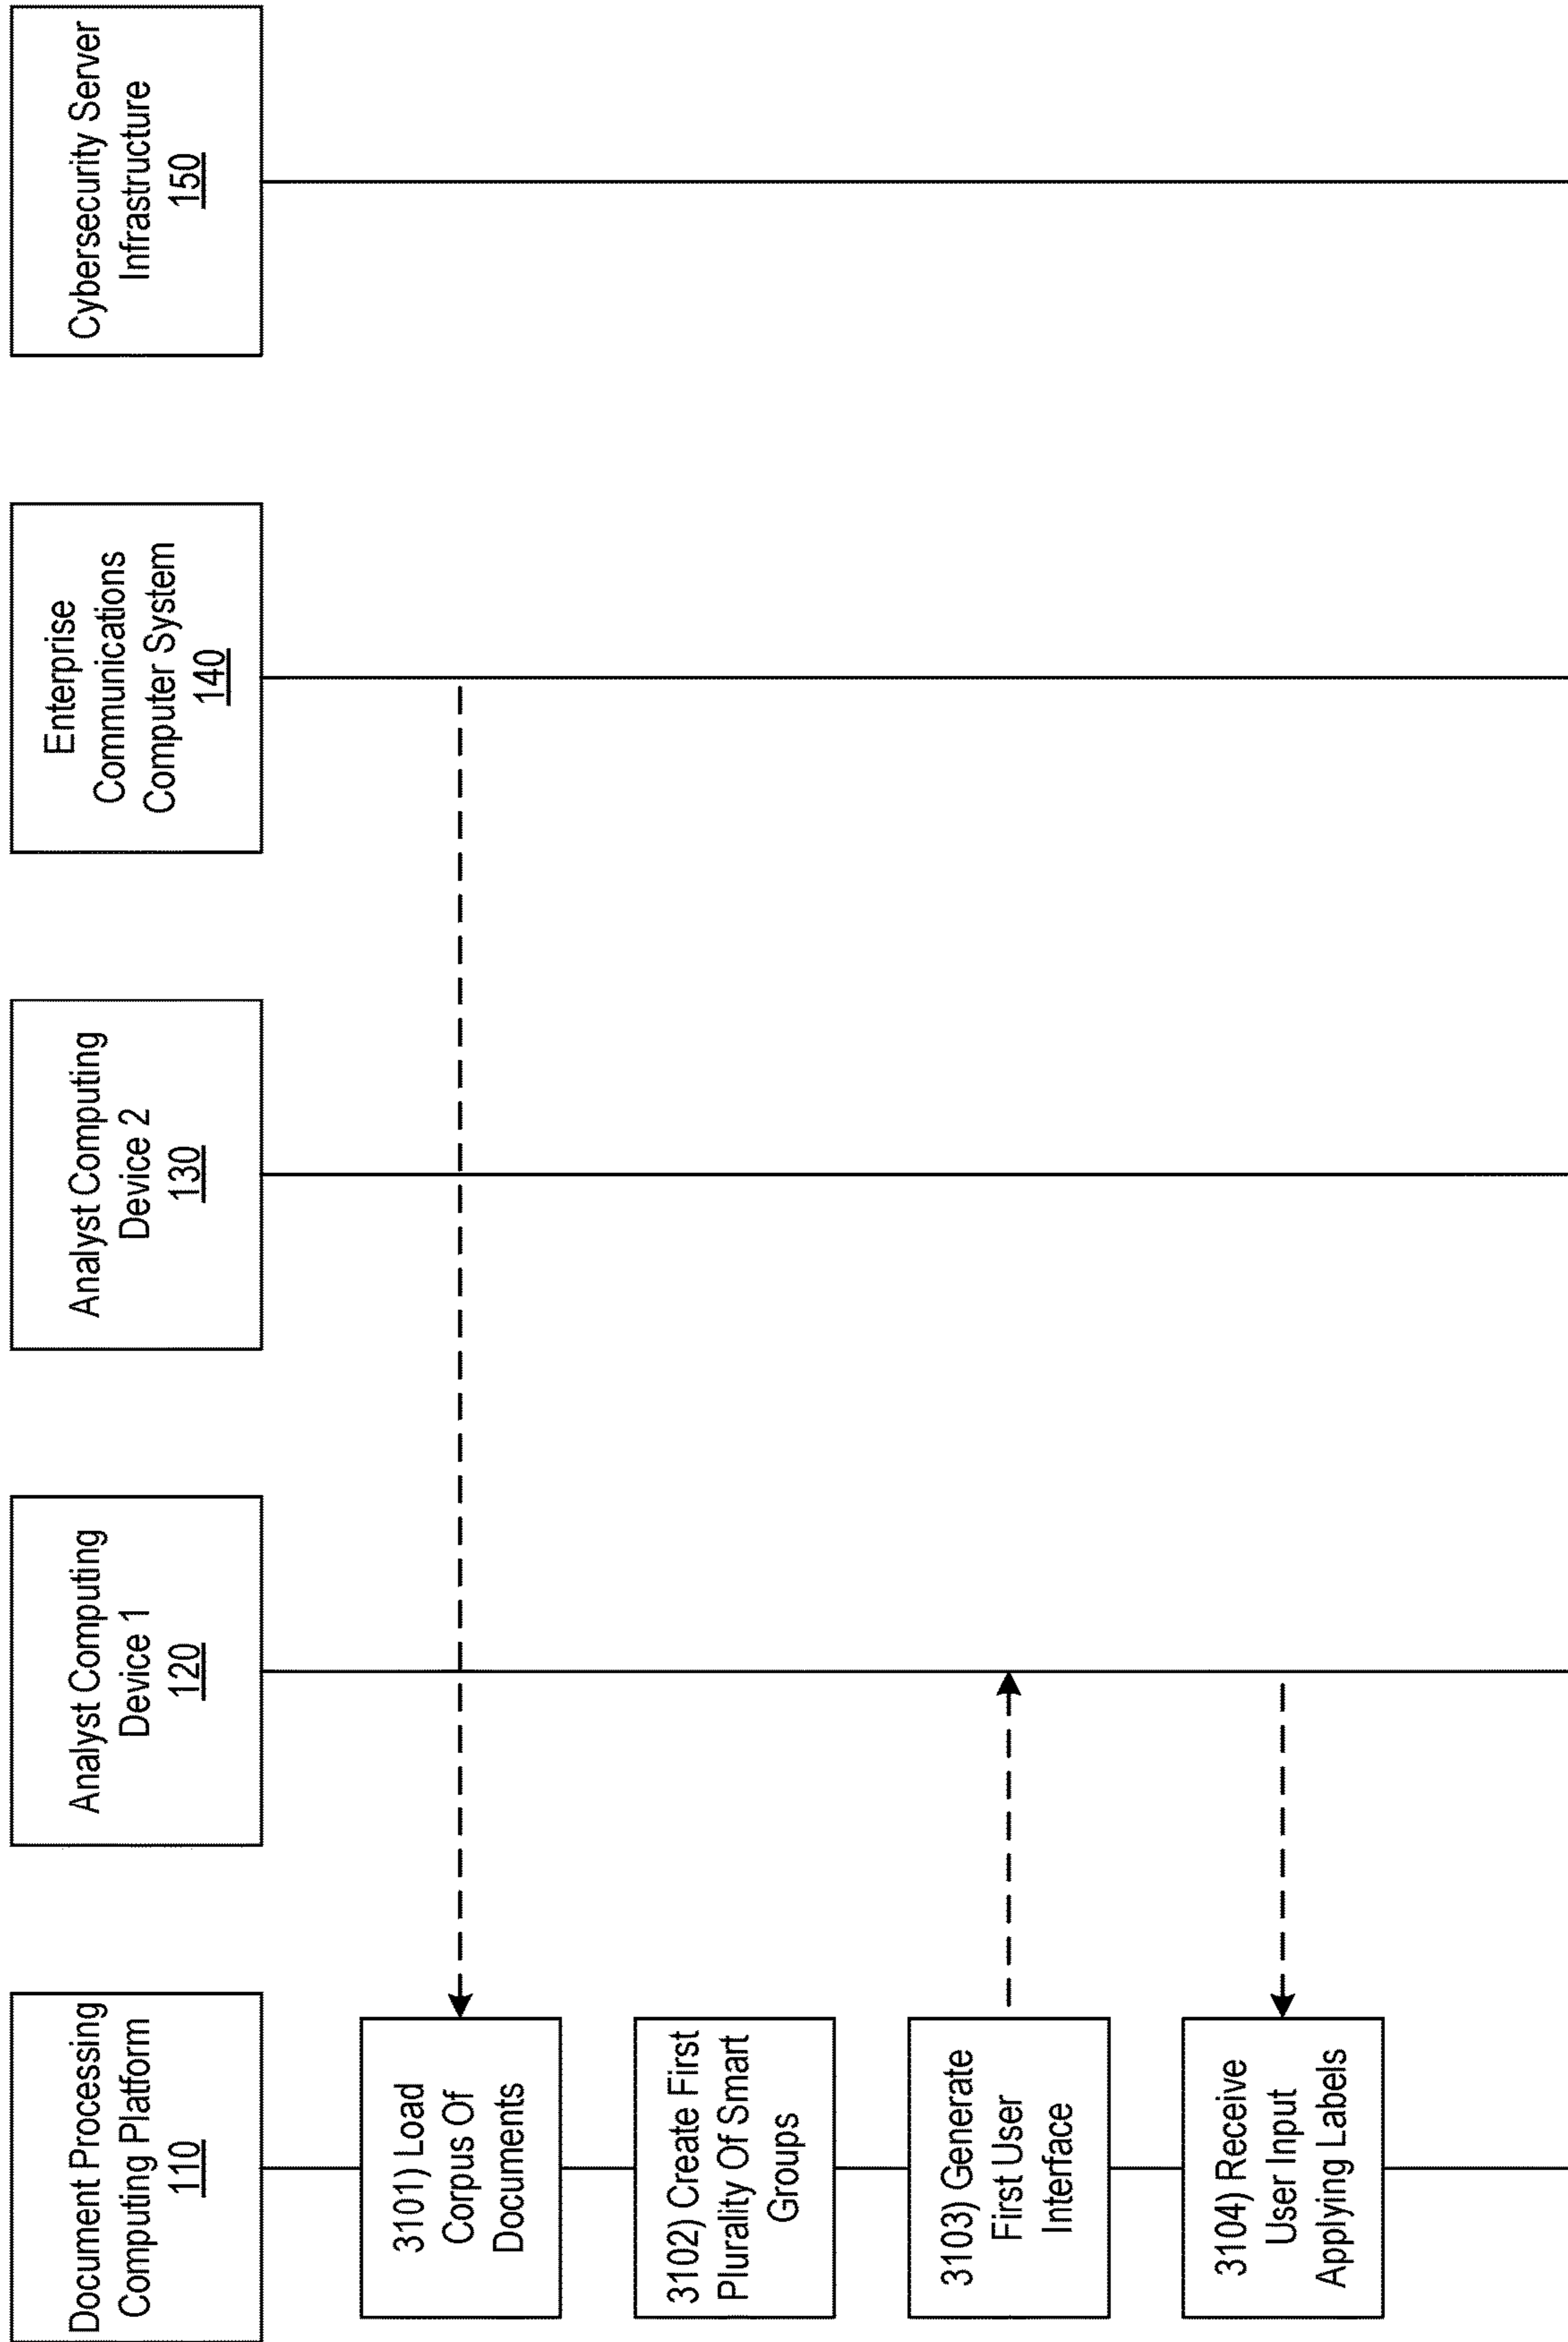 Document Processing
Computing Platform
110
Analyst Computing
Device 1
120
Analyst Computing
Device 2
130
Enterprise
Communications
Computer System
140
Cybersecurity Server
Infrastructure
150
3101) Load
Corpus Of
Documents
3102) Create First
Plurality Of Smart
Groups
3103) Generate
First User
Interface
3104) Receive
User Input
Applying Labels